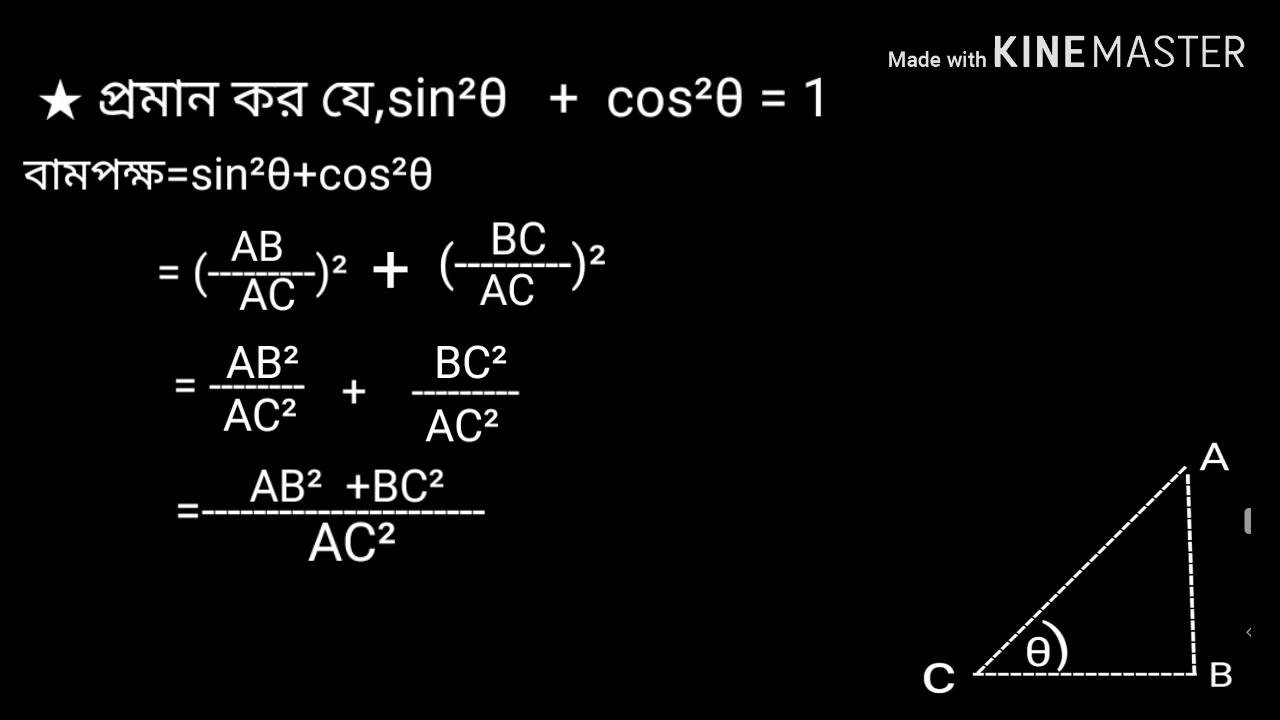 Made with KINEMASTER
★ প্রমান কর যে,sin²θ + cos²θ = 1
বামপক্ষ=sin²θ+cos²θ
= (AB
---------
AC)² + (BC
---------
AC)²
= AB²
--------
AC² + BC²
---------
AC²
= AB² +BC²
----------------------
AC²
A
θ)
C
B